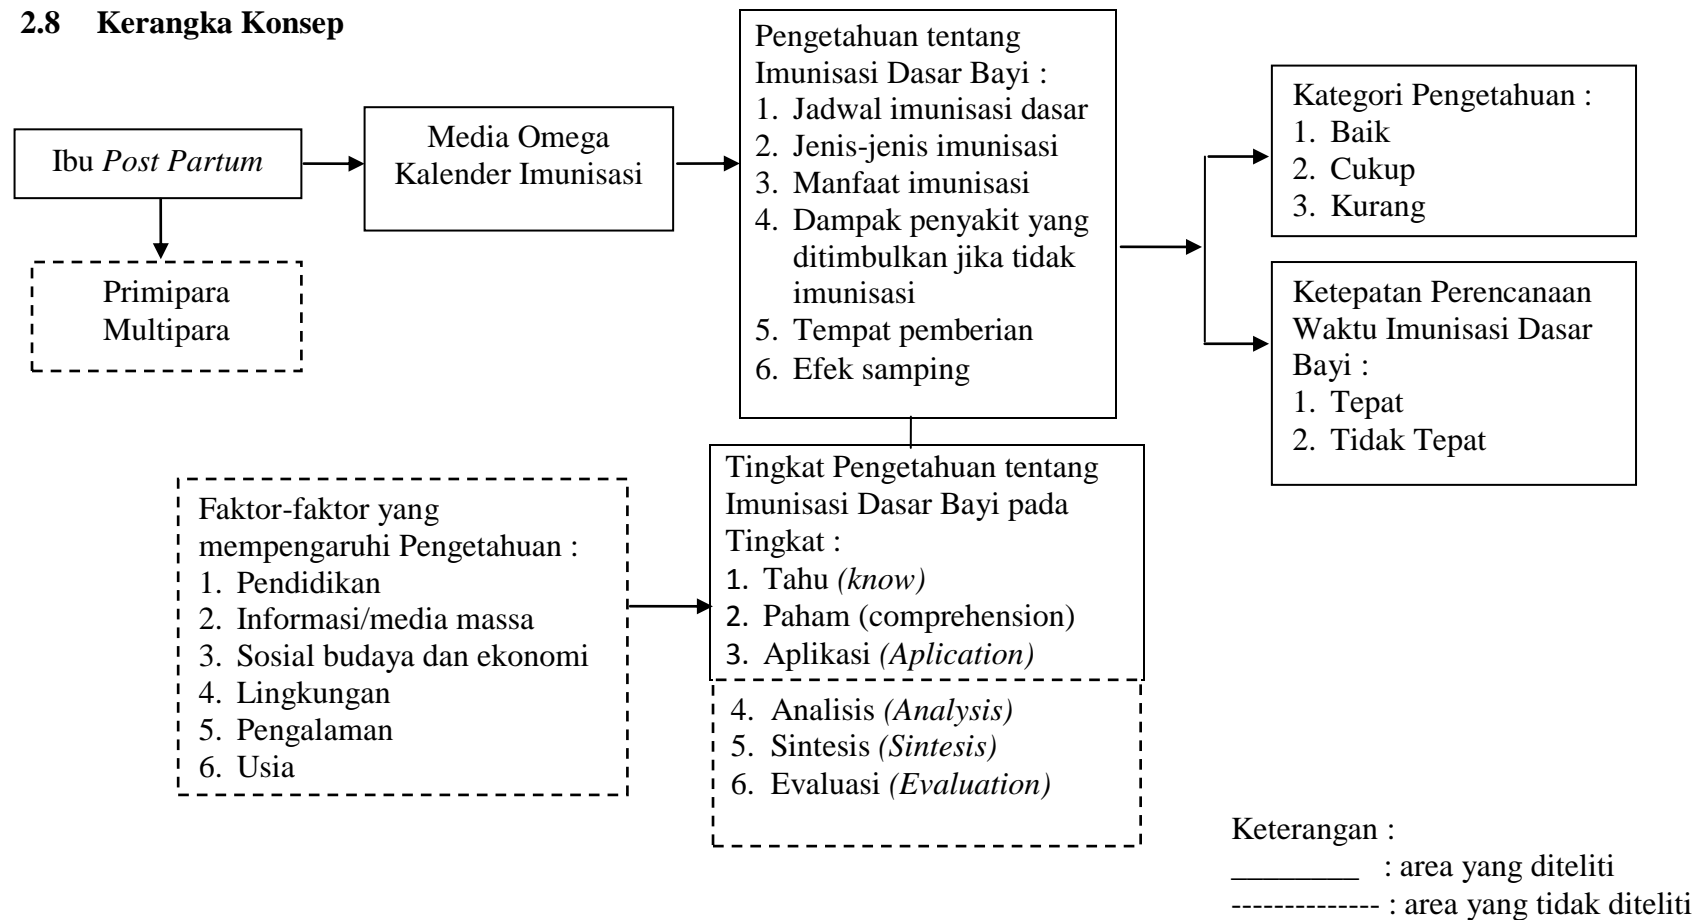 2.8 Kerangka Konsep
Ibu Post Partum
Primipara
Multipara
Media Omega
Kalender Imunisasi
Pengetahuan tentang
Imunisasi Dasar Bayi :
1. Jadwal imunisasi dasar
2. Jenis-jenis imunisasi
3. Manfaat imunisasi
4. Dampak penyakit yang
ditimbulkan jika tidak
imunisasi
5. Tempat pemberian
6. Efek samping
Kategori Pengetahuan :
1. Baik
2. Cukup
3. Kurang
Ketepatan Perencanaan
Waktu Imunisasi Dasar
Bayi :
1. Tepat
2. Tidak Tepat
Faktor-faktor yang
mempengaruhi Pengetahuan :
1. Pendidikan
2. Informasi/media massa
3. Sosial budaya dan ekonomi
4. Lingkungan
5. Pengalaman
6. Usia
Tingkat Pengetahuan tentang
Imunisasi Dasar Bayi pada
Tingkat :
1. Tahu (know)
2. Paham (comprehension)
3. Aplikasi (Aplication)
4. Analisis (Analysis)
5. Sintesis (Sintesis)
6. Evaluasi (Evaluation)
Keterangan :
________ : area yang diteliti
-------------- : area yang tidak diteliti